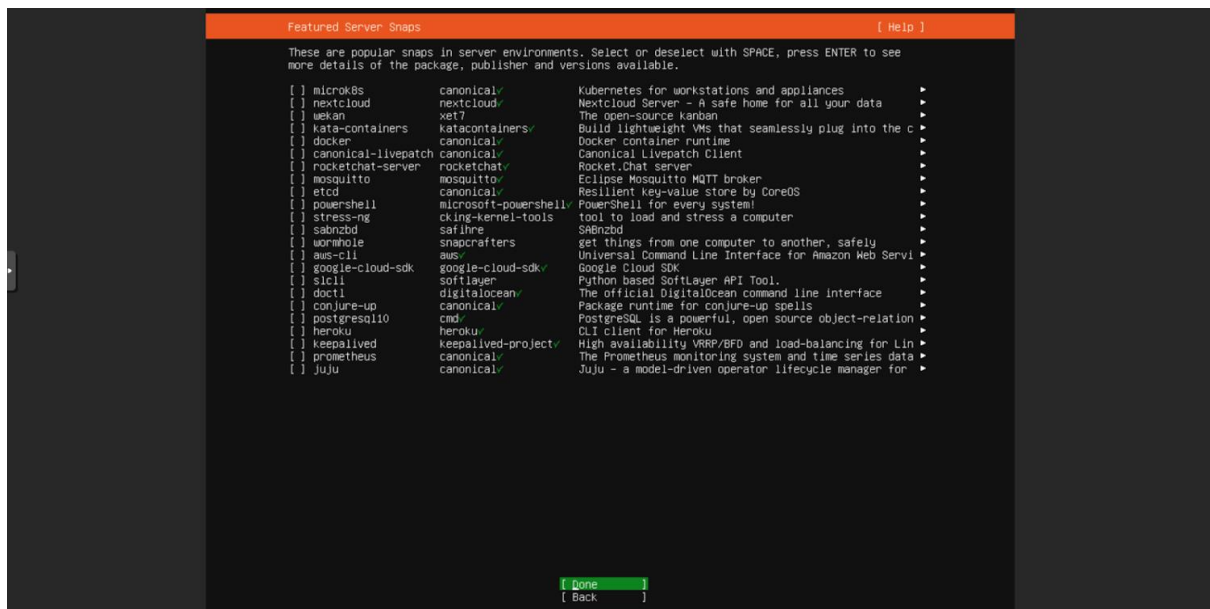 Featured Server Snaps [ Help ]
These are popular snaps in server environments. Select or deselect with SPACE, press ENTER to see
more details of the package, publisher and versions available.
[ ] microk8s canonical✓ Kubernetes for workstations and appliances ▸
[ ] nextcloud nextcloud✓ Nextcloud Server - A safe home for all your data ▸
[ ] wekan xet7 The open-source kanban ▸
[ ] kata-containers katacontainers✓ Build lightweight VMs that seamlessly plug into the c ▸
[ ] docker canonical✓ Docker container runtime ▸
[ ] canonical-livepatch canonical✓ Canonical Livepatch Client ▸
[ ] rocketchat-server rocketchat✓ Rocket.Chat server ▸
[ ] mosquitto mosquitto✓ Eclipse Mosquitto MQTT broker ▸
[ ] etcd canonical✓ Resilient key-value store by CoreOS ▸
[ ] powershell microsoft-powershell✓ PowerShell for every system! ▸
[ ] stress-ng cking-kernel-tools tool to load and stress a computer ▸
[ ] sabnzbd safihre SABnzbd ▸
[ ] wormhole snapcrafters get things from one computer to another, safely ▸
[ ] aws-cli aws✓ Universal Command Line Interface for Amazon Web Servi ▸
[ ] google-cloud-sdk google-cloud-sdk✓ Google Cloud SDK ▸
[ ] slcli softlayer Python based SoftLayer API Tool. ▸
[ ] doctl digitalocean✓ The official DigitalOcean command line interface ▸
[ ] conjure-up canonical✓ Package runtime for conjure-up spells ▸
[ ] postgresql10 cmd✓ PostgreSQL is a powerful, open source object-relation ▸
[ ] heroku heroku✓ CLI client for Heroku ▸
[ ] keepalived keepalived-project✓ High availability VRRP/BFD and load-balancing for Lin ▸
[ ] prometheus canonical✓ The Prometheus monitoring system and time series data ▸
[ ] juju canonical✓ Juju - a model-driven operator lifecycle manager for ▸
[ Done ]
[ Back ]